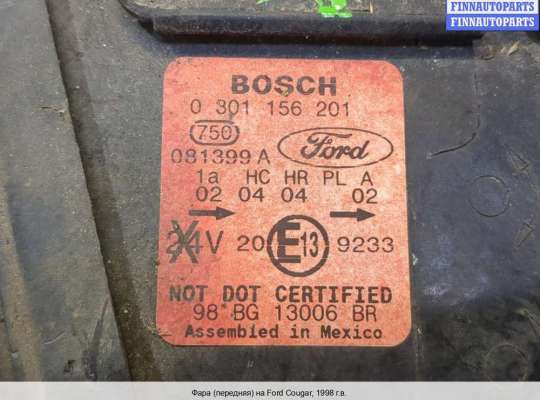 FINNAUTOPARTS
FINNAUTOPARTS
FINNAUTOPARTS
BOSCH
0 301 156 201
750
081399 A
Ford
1a HC HR PL A
02 04 04 02
24V 20 E13 9233
NOT DOT CERTIFIED
98 BG 13006 BR
Assembled in Mexico
Фара (передняя) на Ford Cougar, 1998 г.в.